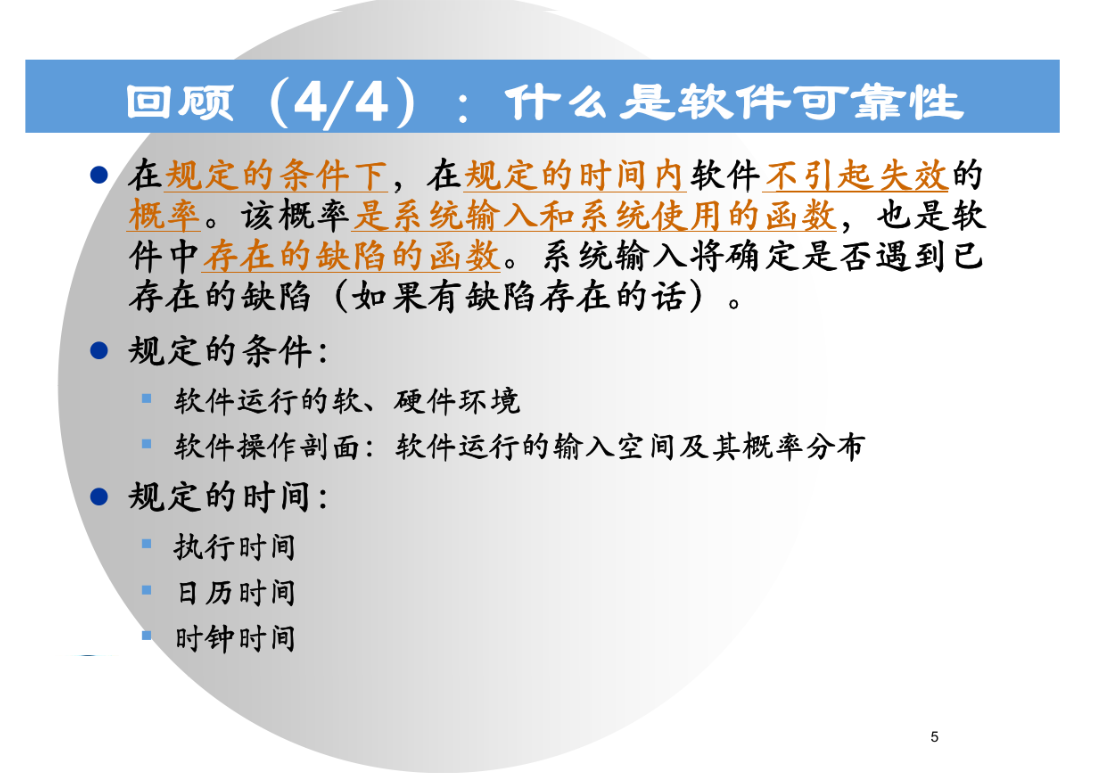 回顾（4/4）：什么是软件可靠性
在规定的条件下，在规定的时间内软件不引起失效的
概率。该概率是系统输入和系统使用的函数，也是软
件中存在的缺陷的函数。系统输入将确定是否遇到已
存在的缺陷（如果有缺陷存在的话）。
规定的条件：
软件运行的软、硬件环境
软件操作剖面：软件运行的输入空间及其概率分布
规定的时间：
执行时间
日历时间
时钟时间
5